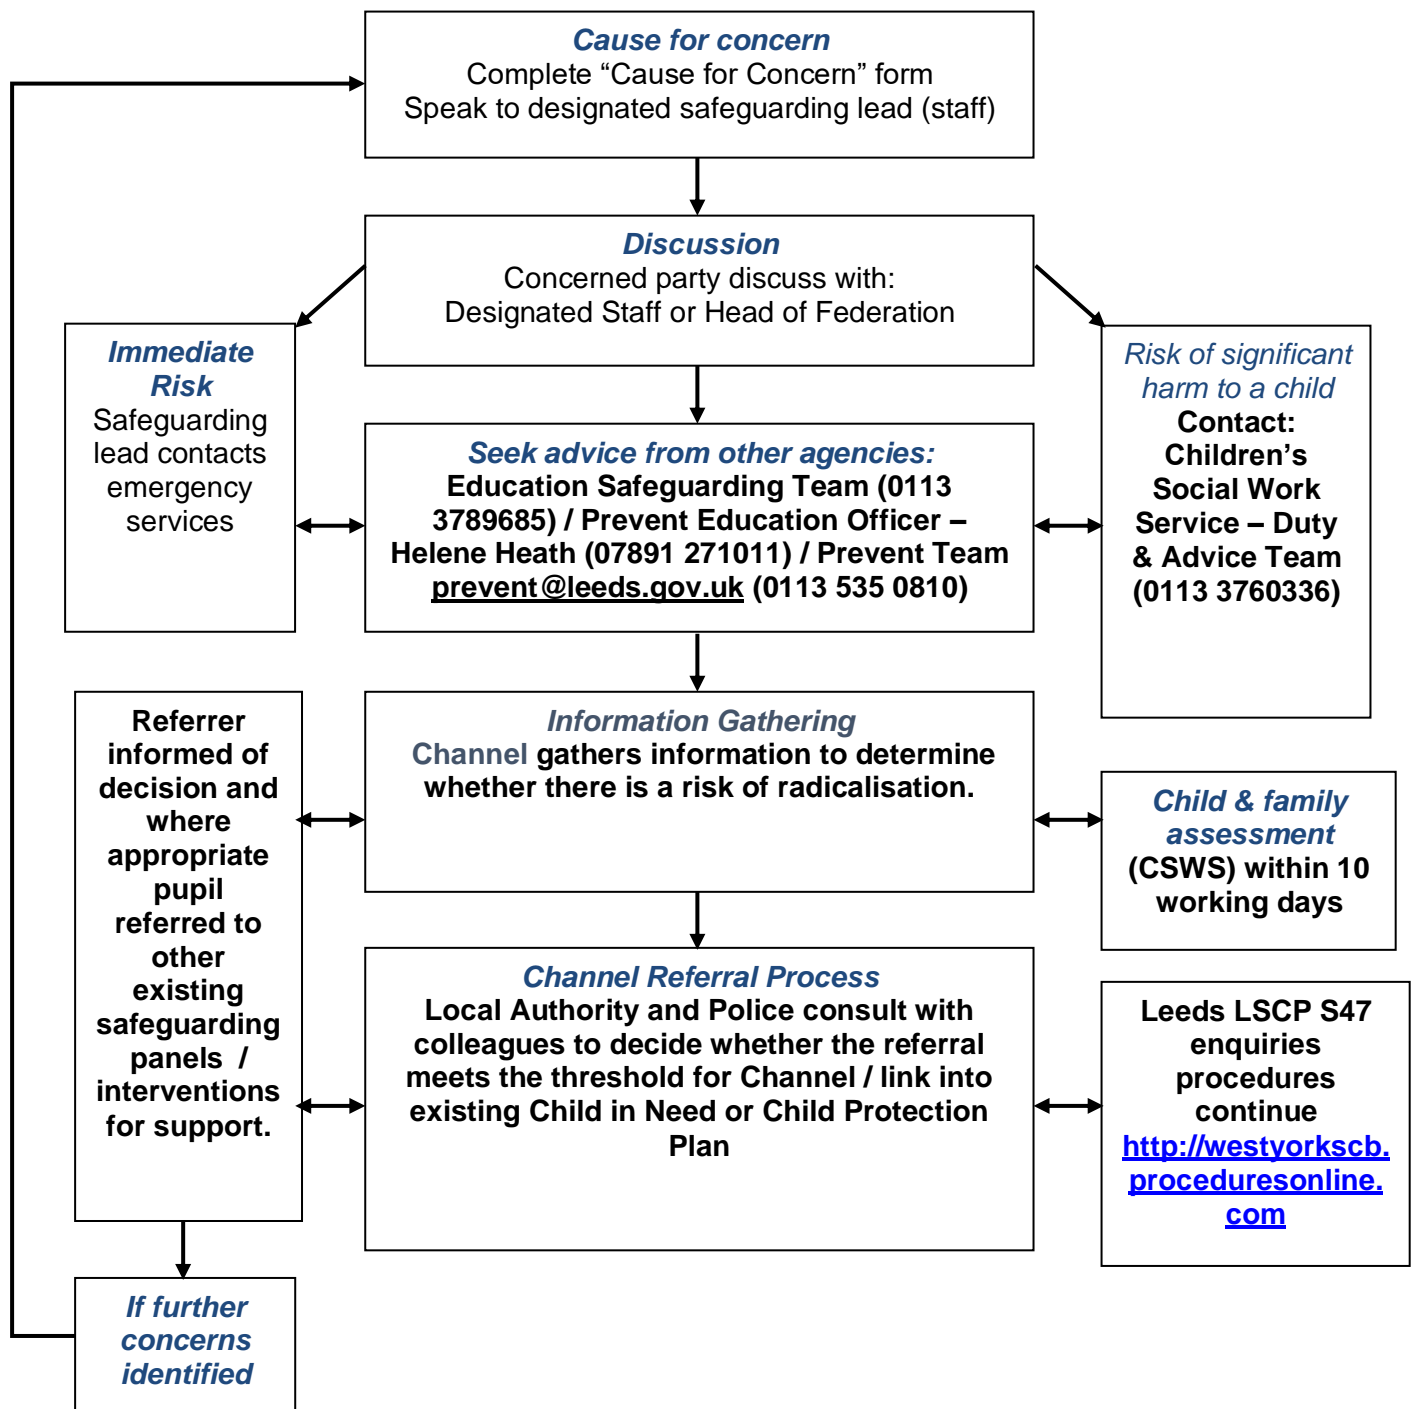 Cause for concern
Complete “Cause for Concern” form
Speak to designated safeguarding lead (staff)
Discussion
Concerned party discuss with:
Designated Staff or Head of Federation
Immediate
Risk
Safeguarding
lead contacts
emergency
services
Risk of significant
harm to a child
Contact:
Children’s
Social Work
Service – Duty
& Advice Team
(0113 3760336)
Seek advice from other agencies:
Education Safeguarding Team (0113
3789685) / Prevent Education Officer –
Helene Heath (07891 271011) / Prevent Team
prevent@leeds.gov.uk (0113 535 0810)
Referrer
informed of
decision and
where
appropriate
pupil
referred to
other
existing
safeguarding
panels  /
interventions
for support.
Information Gathering
Channel gathers information to determine
whether there is a risk of radicalisation.
Child & family
assessment
(CSWS) within 10
working days
Channel Referral Process
Local Authority and Police consult with
colleagues to decide whether the referral
meets the threshold for Channel / link into
existing Child in Need or Child Protection
Plan
Leeds LSCP S47
enquiries
procedures
continue
http://westyorkscb.
proceduresonline.
com
If further
concerns
identified